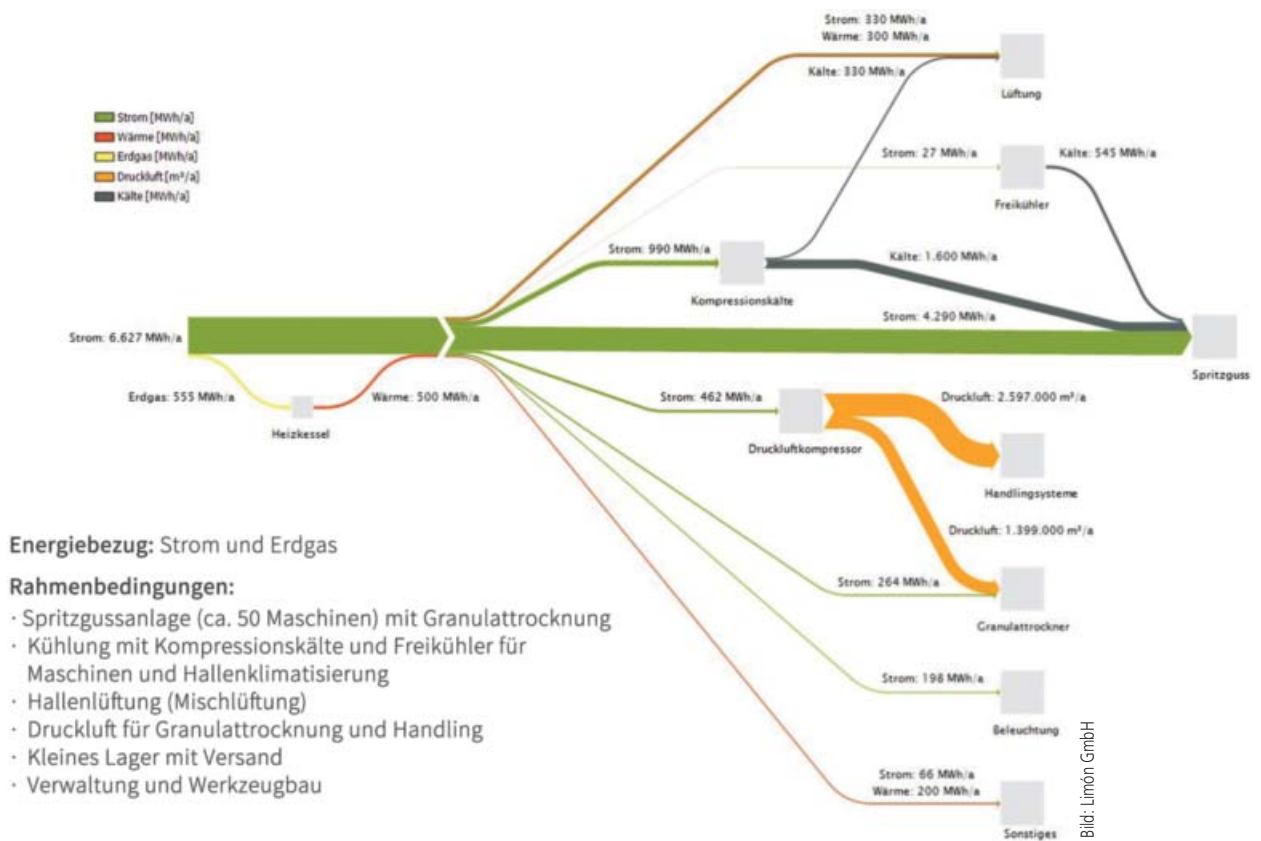 Strom: 330 MWh/a
Wärme: 300 MWh/a
Kälte: 330 MWh/a
Lüftung
Strom [MWh/a]
Wärme [MWh/a]
Erdgas [MWh/a]
Druckluft [m³/a]
Kälte [MWh/a]
Strom: 27 MWh/a
Kälte: 545 MWh/a
Freikühler
Strom: 990 MWh/a
Kälte: 1.600 MWh/a
Kompressionskälte
Strom: 4.290 MWh/a
Strom: 6.627 MWh/a
Spritzguss
Erdgas: 555 MWh/a
Wärme: 500 MWh/a
Heizkessel
Strom: 462 MWh/a
Druckluft: 2.597.000 m³/a
Druckluftkompressor
Handlingsysteme
Druckluft: 1.399.000 m³/a
Strom: 264 MWh/a
Granulattrockner
Strom: 198 MWh/a
Beleuchtung
Strom: 66 MWh/a
Wärme: 200 MWh/a
Sonstiges
Energiebezug: Strom und Erdgas
Rahmenbedingungen:
· Spritzgussanlage (ca. 50 Maschinen) mit Granulattrocknung
· Kühlung mit Kompressionskälte und Freikühler für
Maschinen und Hallenklimatisierung
· Hallenlüftung (Mischlüftung)
· Druckluft für Granulattrocknung und Handling
· Kleines Lager mit Versand
· Verwaltung und Werkzeugbau
Bild: Limón GmbH